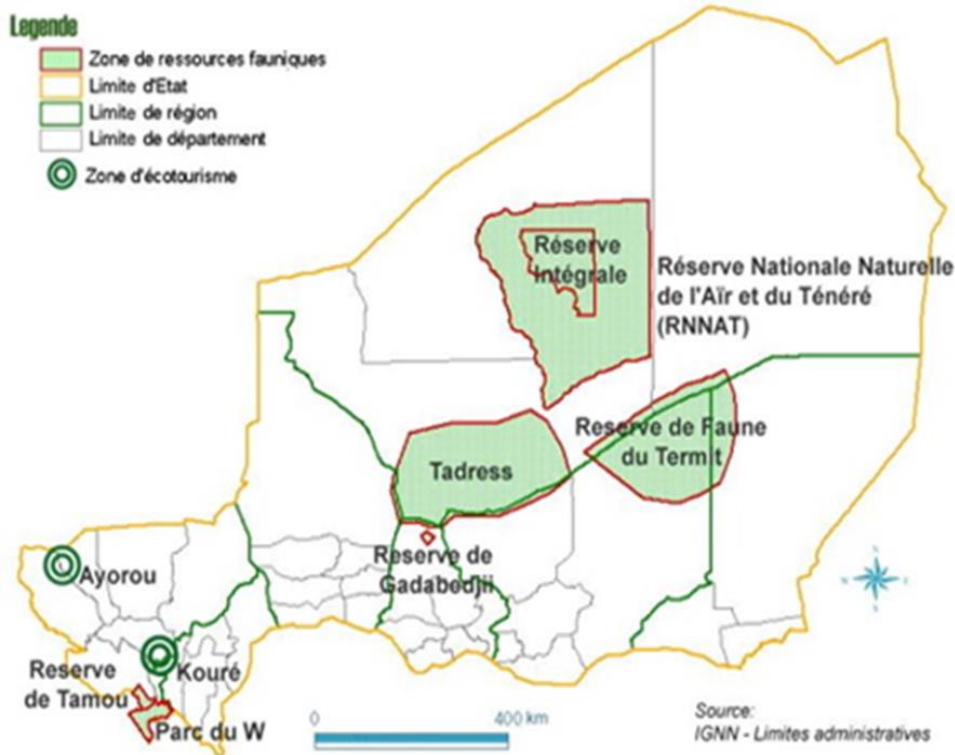 Legende
Zone de ressources fauniques
Limite d'Etat
Limite de région
Limite de département
Zone d'écotourisme
Réserve
Intégrale
Réserve Nationale Naturelle
de l'Aïr et du Ténéré
(RNNAT)
Reserve de Faune
du Termit
Tadress
Reserve de
Gadabedjii
Ayorou
Kouré
Reserve
de Tamou
Parc du W
0
400 km
Source:
IGNN - Limites administratives